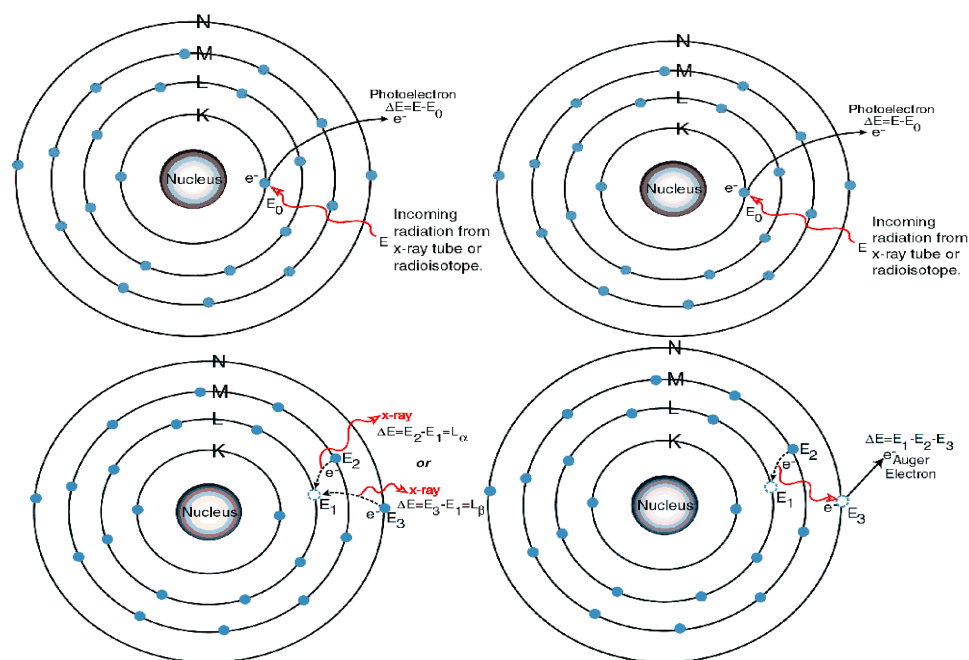 N
M
L
K
Nucleus
e-
E0
Photoelectron
ΔE=E-E0
e-
E
Incoming
radiation from
x-ray tube or
radioisotope.
N
M
L
K
Nucleus
e-
E0
Photoelectron
ΔE=E-E0
e-
E
Incoming
radiation from
x-ray tube or
radioisotope.
N
M
L
K
Nucleus
x-ray
ΔE=E2-E1=Lα
E2
e-
or
x-ray
E1
e-
E3
ΔE=E3-E1=Lβ
N
M
L
K
Nucleus
E2
e-
E1
e-
E3
ΔE=E1-E2-E3
e-
Auger
Electron